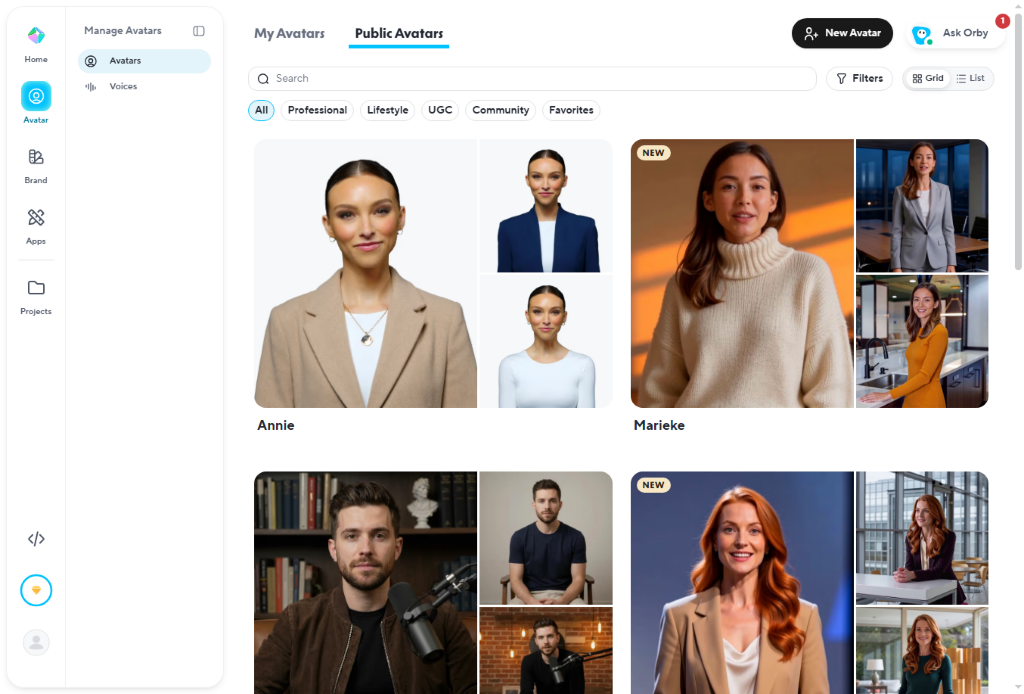 Home
Avatar
Brand
Apps
Projects
Manage Avatars
Avatars
Voices
My Avatars
Public Avatars
New Avatar
Ask Orby
1
Search
Filters
Grid
List
All
Professional
Lifestyle
UGC
Community
Favorites
NEW
Annie
Marieke
NEW